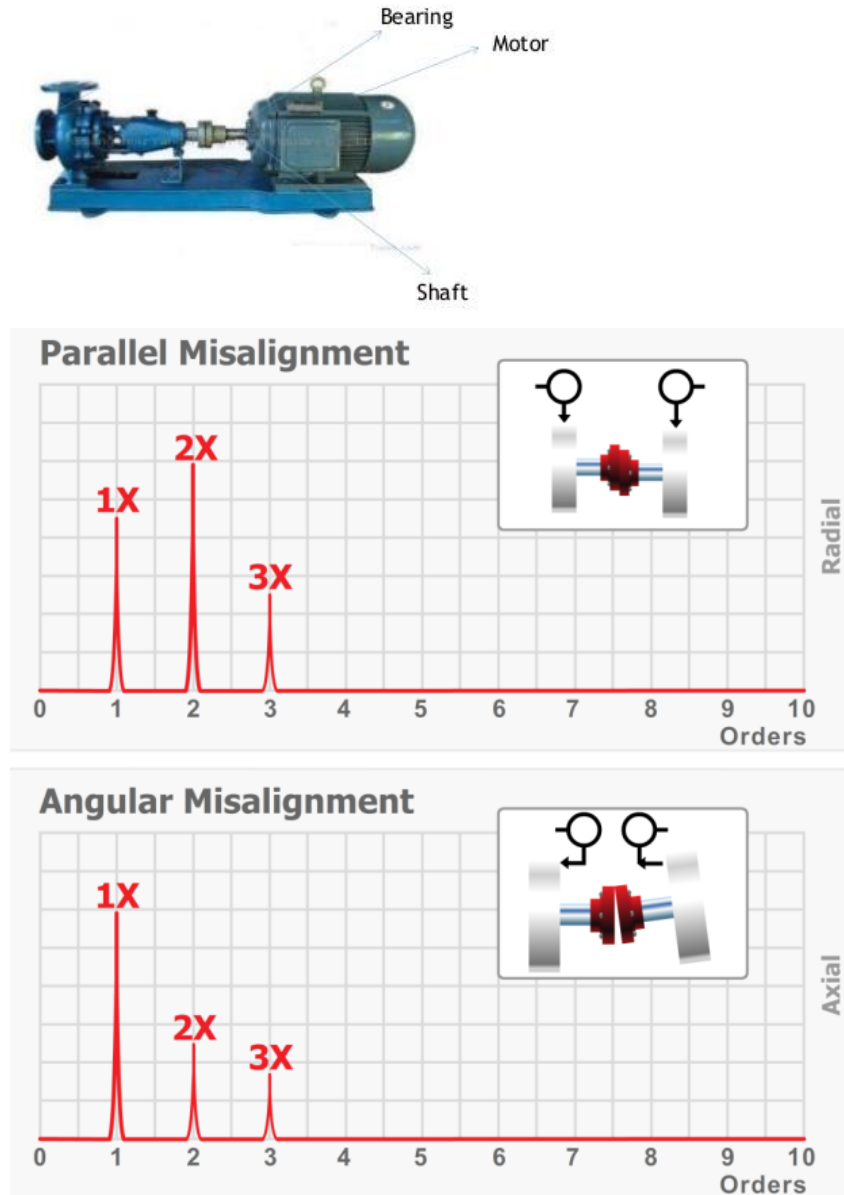 Bearing
Motor
Shaft
Parallel Misalignment
1X
2X
3X
Radial
0 1 2 3 4 5 6 7 8 9 10
Orders
Angular Misalignment
1X
2X
3X
Axial
0 1 2 3 4 5 6 7 8 9 10
Orders